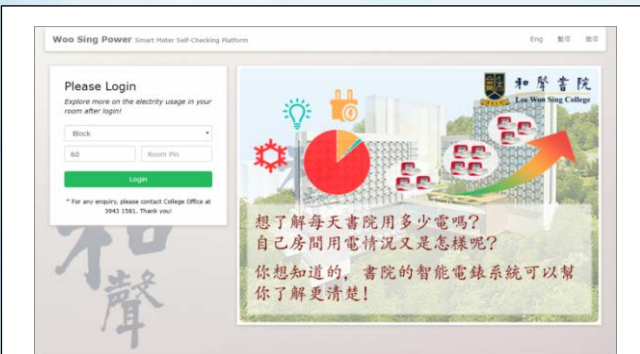 Woo Sing Power Smart Meter Self-Checking Platform
Eng 繁体 简体
Please Login
Explore more on the electrity usage in your
room after login!
Block
60 Room Pin
Login
* For any enquiry, please contact College Office at
3943 1581. Thank you!
和聲書院
Lee Woo Sing College
想了解每天書院用多少電嗎?
自己房間用電情況又是怎樣呢?
你想知道的, 書院的智能電錶系統可以幫
你了解更清楚!
和聲